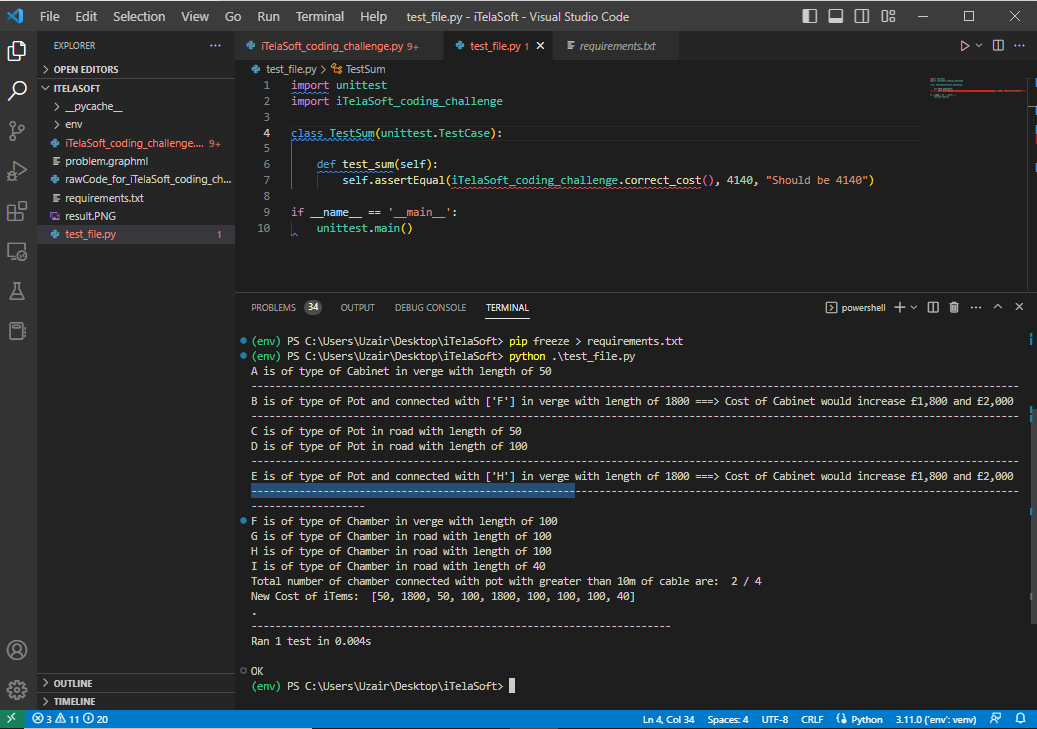 File Edit Selection View Go Run Terminal Help test_file.py - iTelaSoft - Visual Studio Code
EXPLORER ...
iTelaSoft_coding_challenge.py 9+ test_file.py 1 requirements.txt
OPEN EDITORS
ITELASOFT
__pycache__
env
iTelaSoft_coding_challenge.... 9+
problem.graphml
rawCode_for_iTelaSoft_coding_ch...
requirements.txt
result.PNG
test_file.py 1
OUTLINE
TIMELINE
test_file.py > TestSum
1 import unittest
2 import iTelaSoft_coding_challenge
3
4 class TestSum(unittest.TestCase):
5
6 def test_sum(self):
7 self.assertEqual(iTelaSoft_coding_challenge.correct_cost(), 4140, "Should be 4140")
8
9 if __name__ == '__main__':
10 unittest.main()
PROBLEMS 34 OUTPUT DEBUG CONSOLE TERMINAL powershell
(env) PS C:\Users\Uzair\Desktop\iTelaSoft> pip freeze > requirements.txt
(env) PS C:\Users\Uzair\Desktop\iTelaSoft> python .\test_file.py
A is of type of Cabinet in verge with length of 50
--------------------------------------------------------------------------------------------------------------------------------
B is of type of Pot and connected with ['F'] in verge with length of 1800 ===> Cost of Cabinet would increase £1,800 and £2,000
--------------------------------------------------------------------------------------------------------------------------------
C is of type of Pot in road with length of 50
D is of type of Pot in road with length of 100
--------------------------------------------------------------------------------------------------------------------------------
E is of type of Pot and connected with ['H'] in verge with length of 1800 ===> Cost of Cabinet would increase £1,800 and £2,000
--------------------------------------------------------------------------------------------------------------------------------
-------------------
F is of type of Chamber in verge with length of 100
G is of type of Chamber in road with length of 100
H is of type of Chamber in road with length of 100
I is of type of Chamber in road with length of 40
Total number of chamber connected with pot with greater than 10m of cable are:  2 / 4
New Cost of iTems:  [50, 1800, 50, 100, 1800, 100, 100, 100, 40]
.
----------------------------------------------------------------------
Ran 1 test in 0.004s
OK
(env) PS C:\Users\Uzair\Desktop\iTelaSoft>
3 11 20 Ln 4, Col 34 Spaces: 4 UTF-8 CRLF Python 3.11.0 ('env': venv)